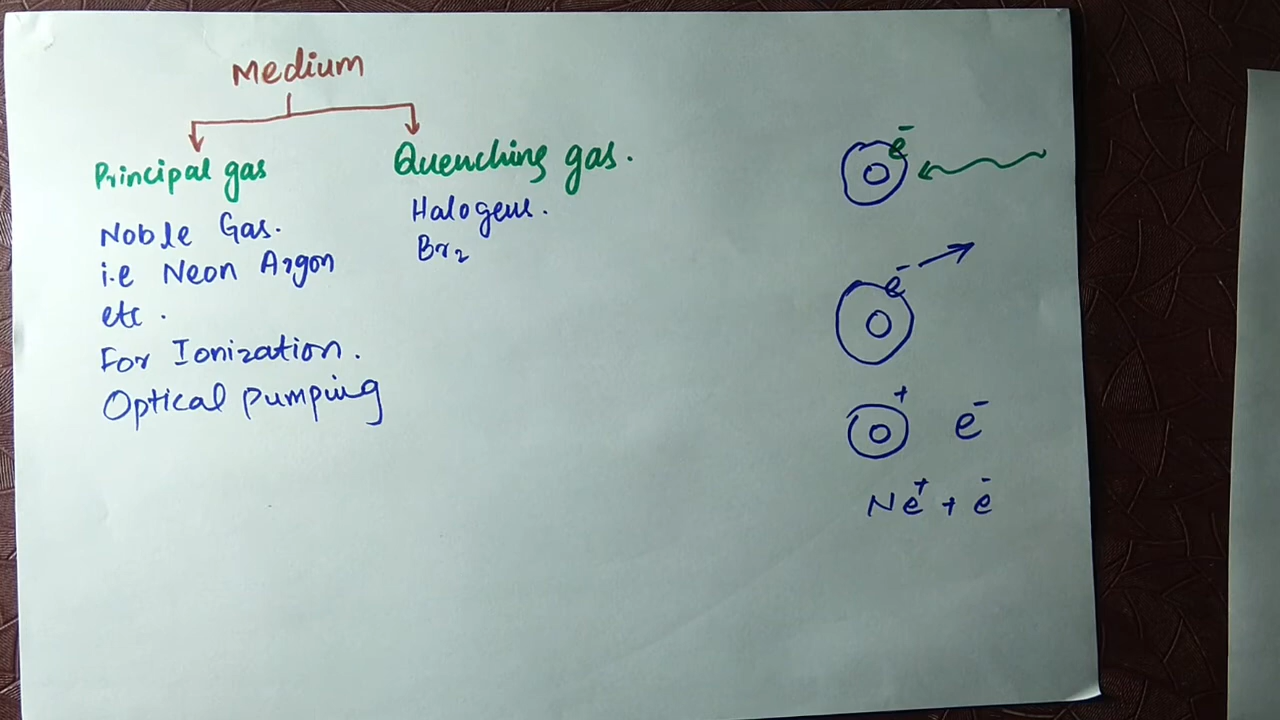 Medium
Principal gas
Noble Gas.
i.e Neon Argon
etc.
For Ionization.
Optical pumping
Quenching gas.
Halogens.
Br₂
e⁻
e⁻
+ e⁻
Ne⁺ + e⁻